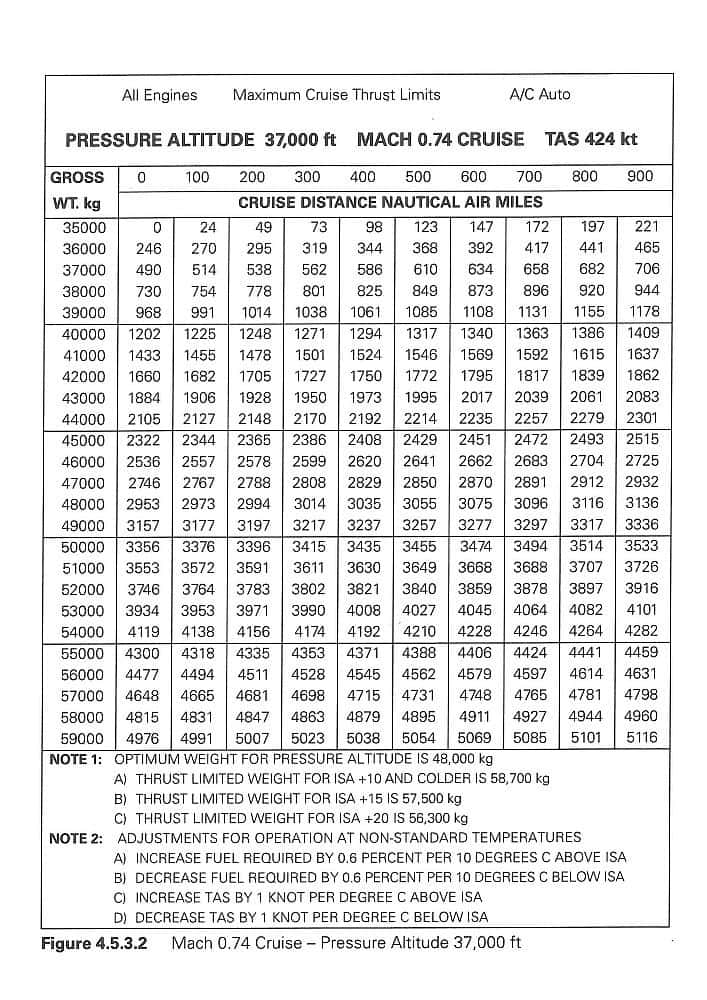 All Engines Maximum Cruise Thrust Limits A/C Auto
PRESSURE ALTITUDE 37,000 ft MACH 0.74 CRUISE TAS 424 kt
GROSS 0 100 200 300 400 500 600 700 800 900
WT. kg CRUISE DISTANCE NAUTICAL AIR MILES
35000 0 24 49 73 98 123 147 172 197 221
36000 246 270 295 319 344 368 392 417 441 465
37000 490 514 538 562 586 610 634 658 682 706
38000 730 754 778 801 825 849 873 896 920 944
39000 968 991 1014 1038 1061 1085 1108 1131 1155 1178
40000 1202 1225 1248 1271 1294 1317 1340 1363 1386 1409
41000 1433 1455 1478 1501 1524 1546 1569 1592 1615 1637
42000 1660 1682 1705 1727 1750 1772 1795 1817 1839 1862
43000 1884 1906 1928 1950 1973 1995 2017 2039 2061 2083
44000 2105 2127 2148 2170 2192 2214 2235 2257 2279 2301
45000 2322 2344 2365 2386 2408 2429 2451 2472 2493 2515
46000 2536 2557 2578 2599 2620 2641 2662 2683 2704 2725
47000 2746 2767 2788 2808 2829 2850 2870 2891 2912 2932
48000 2953 2973 2994 3014 3035 3055 3075 3096 3116 3136
49000 3157 3177 3197 3217 3237 3257 3277 3297 3317 3336
50000 3356 3376 3396 3415 3435 3455 3474 3494 3514 3533
51000 3553 3572 3591 3611 3630 3649 3668 3688 3707 3726
52000 3746 3764 3783 3802 3821 3840 3859 3878 3897 3916
53000 3934 3953 3971 3990 4008 4027 4045 4064 4082 4101
54000 4119 4138 4156 4174 4192 4210 4228 4246 4264 4282
55000 4300 4318 4335 4353 4371 4388 4406 4424 4441 4459
56000 4477 4494 4511 4528 4545 4562 4579 4597 4614 4631
57000 4648 4665 4681 4698 4715 4731 4748 4765 4781 4798
58000 4815 4831 4847 4863 4879 4895 4911 4927 4944 4960
59000 4976 4991 5007 5023 5038 5054 5069 5085 5101 5116
NOTE 1: OPTIMUM WEIGHT FOR PRESSURE ALTITUDE IS 48,000 kg
A) THRUST LIMITED WEIGHT FOR ISA +10 AND COLDER IS 58,700 kg
B) THRUST LIMITED WEIGHT FOR ISA +15 IS 57,500 kg
C) THRUST LIMITED WEIGHT FOR ISA +20 IS 56,300 kg
NOTE 2: ADJUSTMENTS FOR OPERATION AT NON-STANDARD TEMPERATURES
A) INCREASE FUEL REQUIRED BY 0.6 PERCENT PER 10 DEGREES C ABOVE ISA
B) DECREASE FUEL REQUIRED BY 0.6 PERCENT PER 10 DEGREES C BELOW ISA
C) INCREASE TAS BY 1 KNOT PER DEGREE C ABOVE ISA
D) DECREASE TAS BY 1 KNOT PER DEGREE C BELOW ISA
Figure 4.5.3.2 Mach 0.74 Cruise – Pressure Altitude 37,000 ft